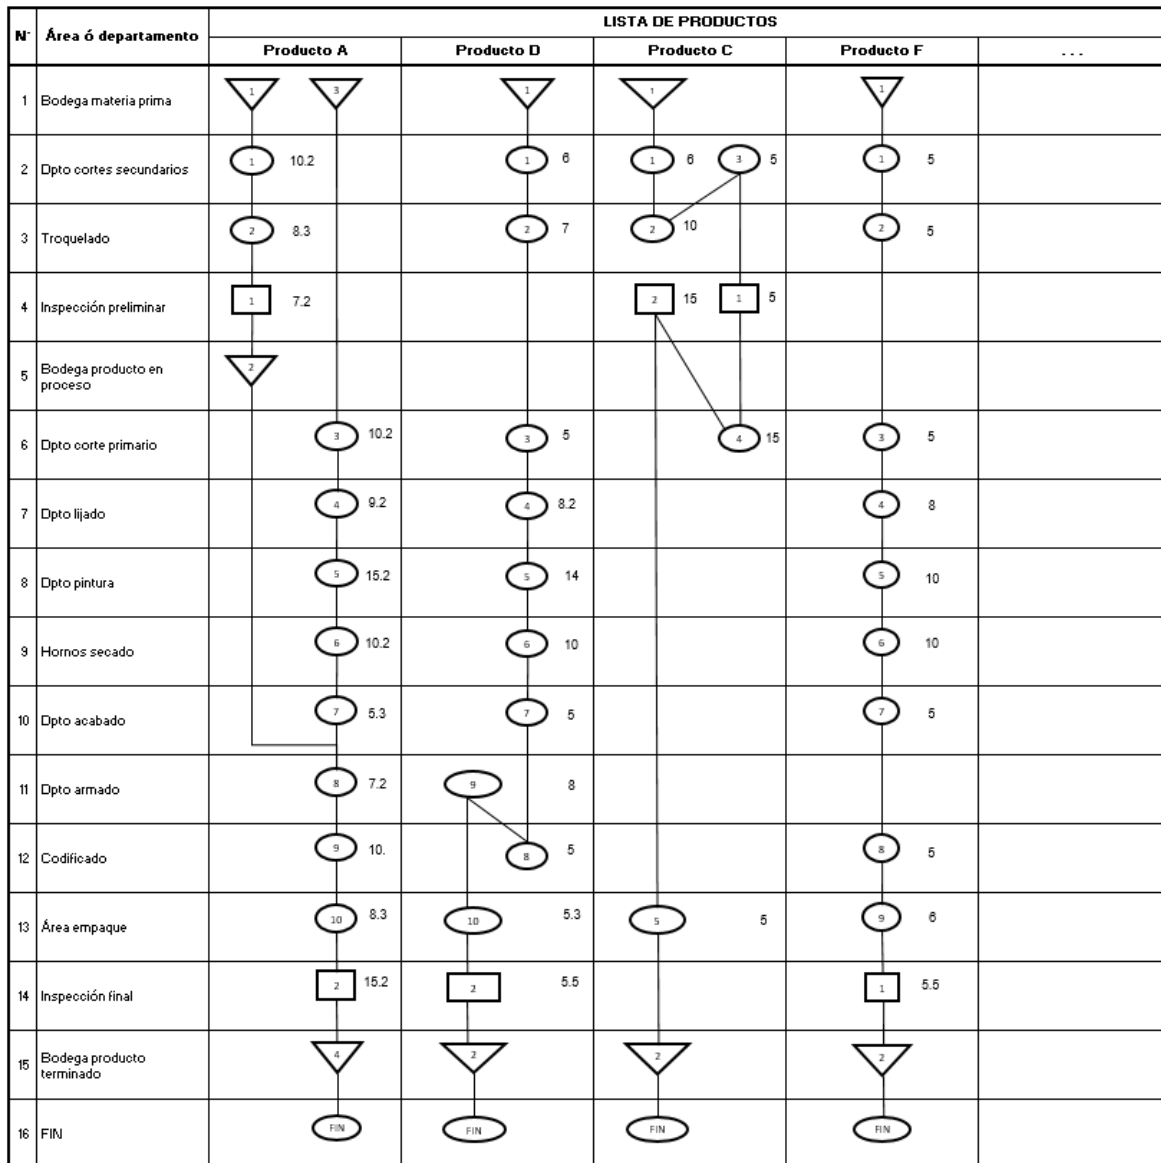 LISTA DE PRODUCTOS
N° Área ó departamento
Producto A Producto D Producto C Producto F ...
1 Bodega materia prima 1 3 1 1 1
2 Dpto cortes secundarios 1 10.2 1 6 1 6 3 5 1 5
3 Troquelado 2 8.3 2 7 2 10 2 5
4 Inspección preliminar 1 7.2 2 15 1 5
5 Bodega producto en
proceso 2
6 Dpto corte primario 3 10.2 3 5 4 15 3 5
7 Dpto lijado 4 9.2 4 8.2 4 8
8 Dpto pintura 5 15.2 5 14 5 10
9 Hornos secado 6 10.2 6 10 6 10
10 Dpto acabado 7 5.3 7 5 7 5
11 Dpto armado 8 7.2 9 8
12 Codificado 9 10. 8 5 8 5
13 Área empaque 10 8.3 10 5.3 5 5 9 6
14 Inspección final 2 15.2 2 5.5 1 5.5
15 Bodega producto
terminado 4 2 2 2
16 FIN FIN FIN FIN FIN